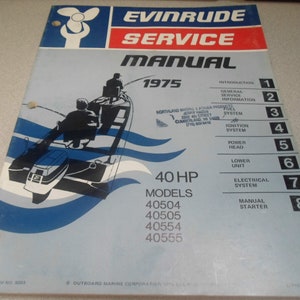 EVINRUDE
SERVICE
MANUAL
1975
INTRODUCTION 1
GENERAL SERVICE INFORMATION 2
FUEL SYSTEM 3
IGNITION SYSTEM 4
POWER HEAD 5
LOWER UNIT 6
ELECTRICAL SYSTEM 7
MANUAL STARTER 8
40 HP
MODELS
40504
40505
40554
40555
OUTBOARD MARINE CORPORATION